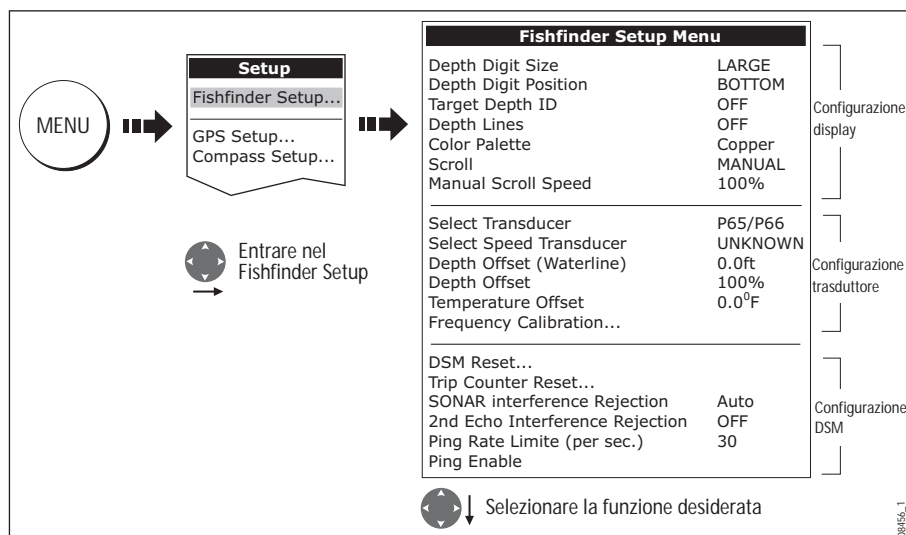 MENU
Setup
Fishfinder Setup...
GPS Setup...
Compass Setup...
Entrare nel
Fishfinder Setup
Fishfinder Setup Menu
Depth Digit Size LARGE
Depth Digit Position BOTTOM
Target Depth ID OFF
Depth Lines OFF
Color Palette Copper
Scroll MANUAL
Manual Scroll Speed 100%
Configurazione
display
Select Transducer P65/P66
Select Speed Transducer UNKNOWN
Depth Offset (Waterline) 0.0ft
Depth Offset 100%
Temperature Offset 0.0⁰F
Frequency Calibration...
Configurazione
trasduttore
DSM Reset...
Trip Counter Reset...
SONAR interference Rejection Auto
2nd Echo Interference Rejection OFF
Ping Rate Limite (per sec.) 30
Ping Enable
Configurazione
DSM
Selezionare la funzione desiderata
D8456_1